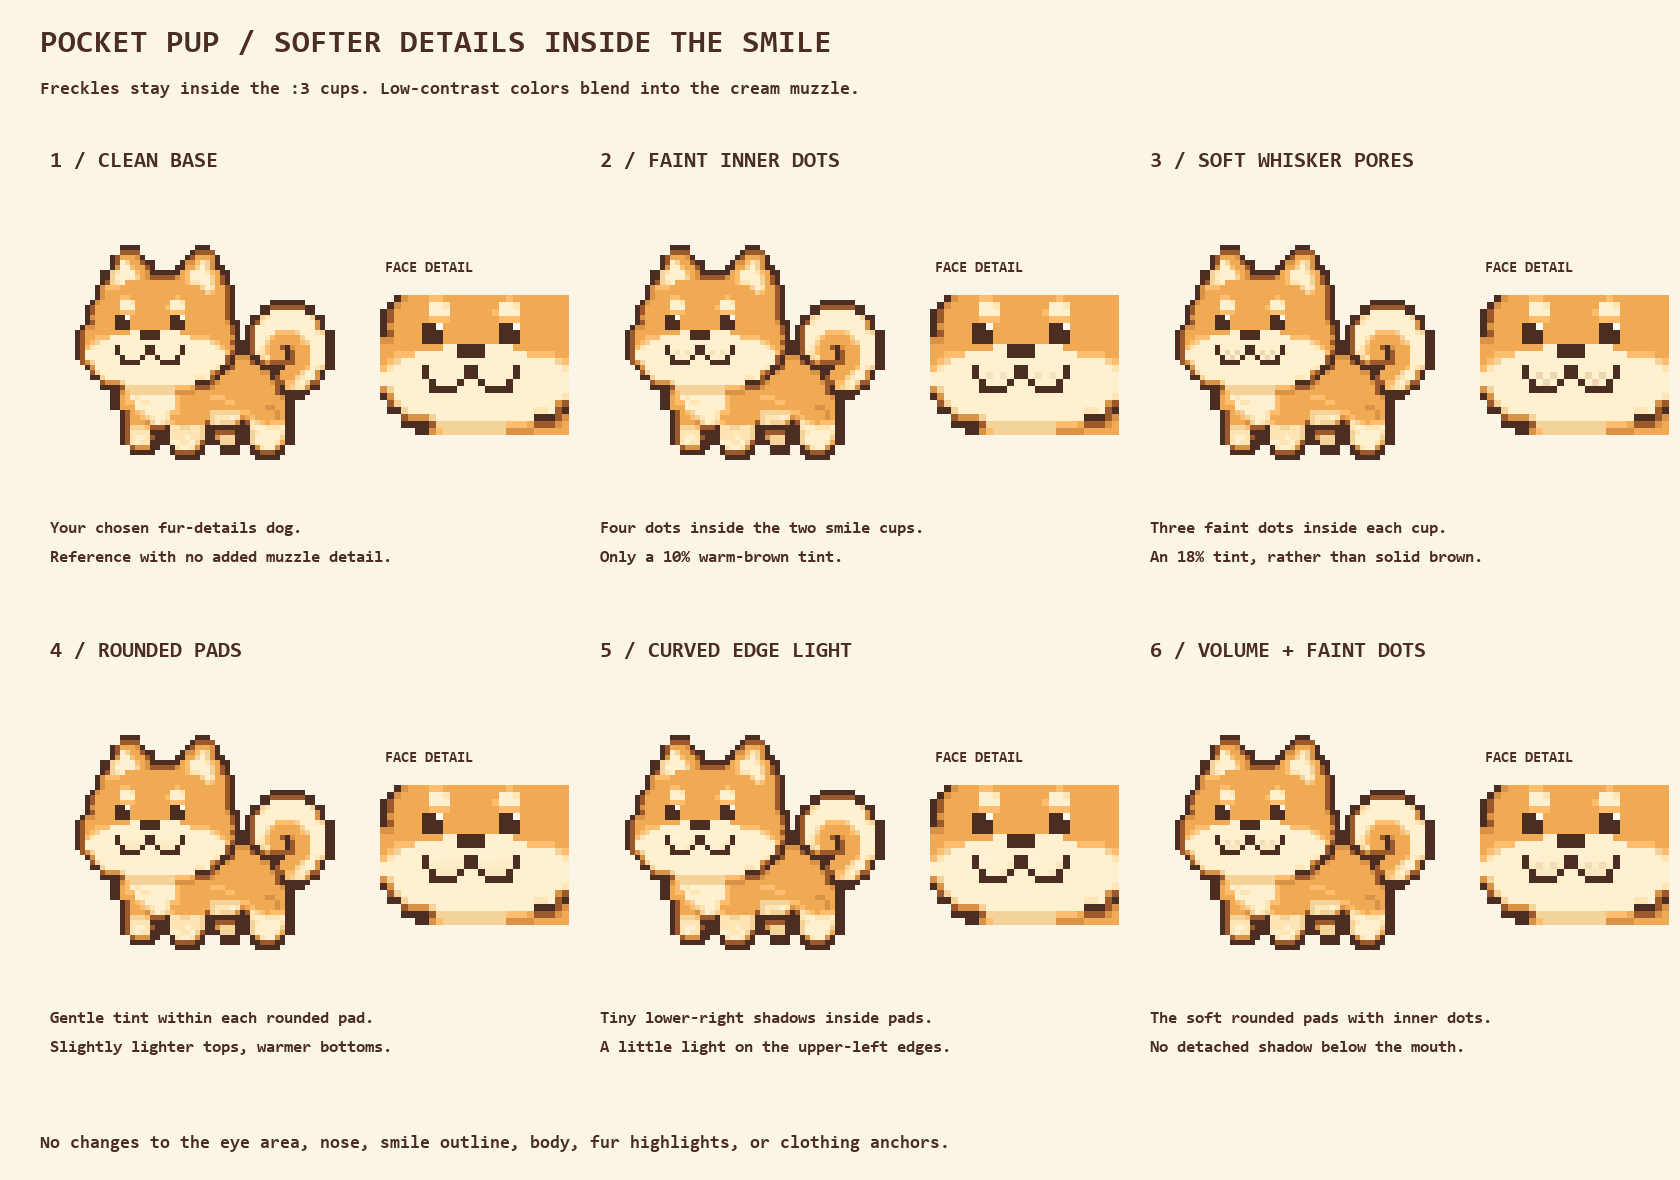 POCKET PUP / SOFTER DETAILS INSIDE THE SMILE
Freckles stay inside the :3 cups. Low-contrast colors blend into the cream muzzle.
1 / CLEAN BASE
FACE DETAIL
Your chosen fur-details dog.
Reference with no added muzzle detail.
2 / FAINT INNER DOTS
FACE DETAIL
Four dots inside the two smile cups.
Only a 10% warm-brown tint.
3 / SOFT WHISKER PORES
FACE DETAIL
Three faint dots inside each cup.
An 18% tint, rather than solid brown.
4 / ROUNDED PADS
FACE DETAIL
Gentle tint within each rounded pad.
Slightly lighter tops, warmer bottoms.
5 / CURVED EDGE LIGHT
FACE DETAIL
Tiny lower-right shadows inside pads.
A little light on the upper-left edges.
6 / VOLUME + FAINT DOTS
FACE DETAIL
The soft rounded pads with inner dots.
No detached shadow below the mouth.
No changes to the eye area, nose, smile outline, body, fur highlights, or clothing anchors.